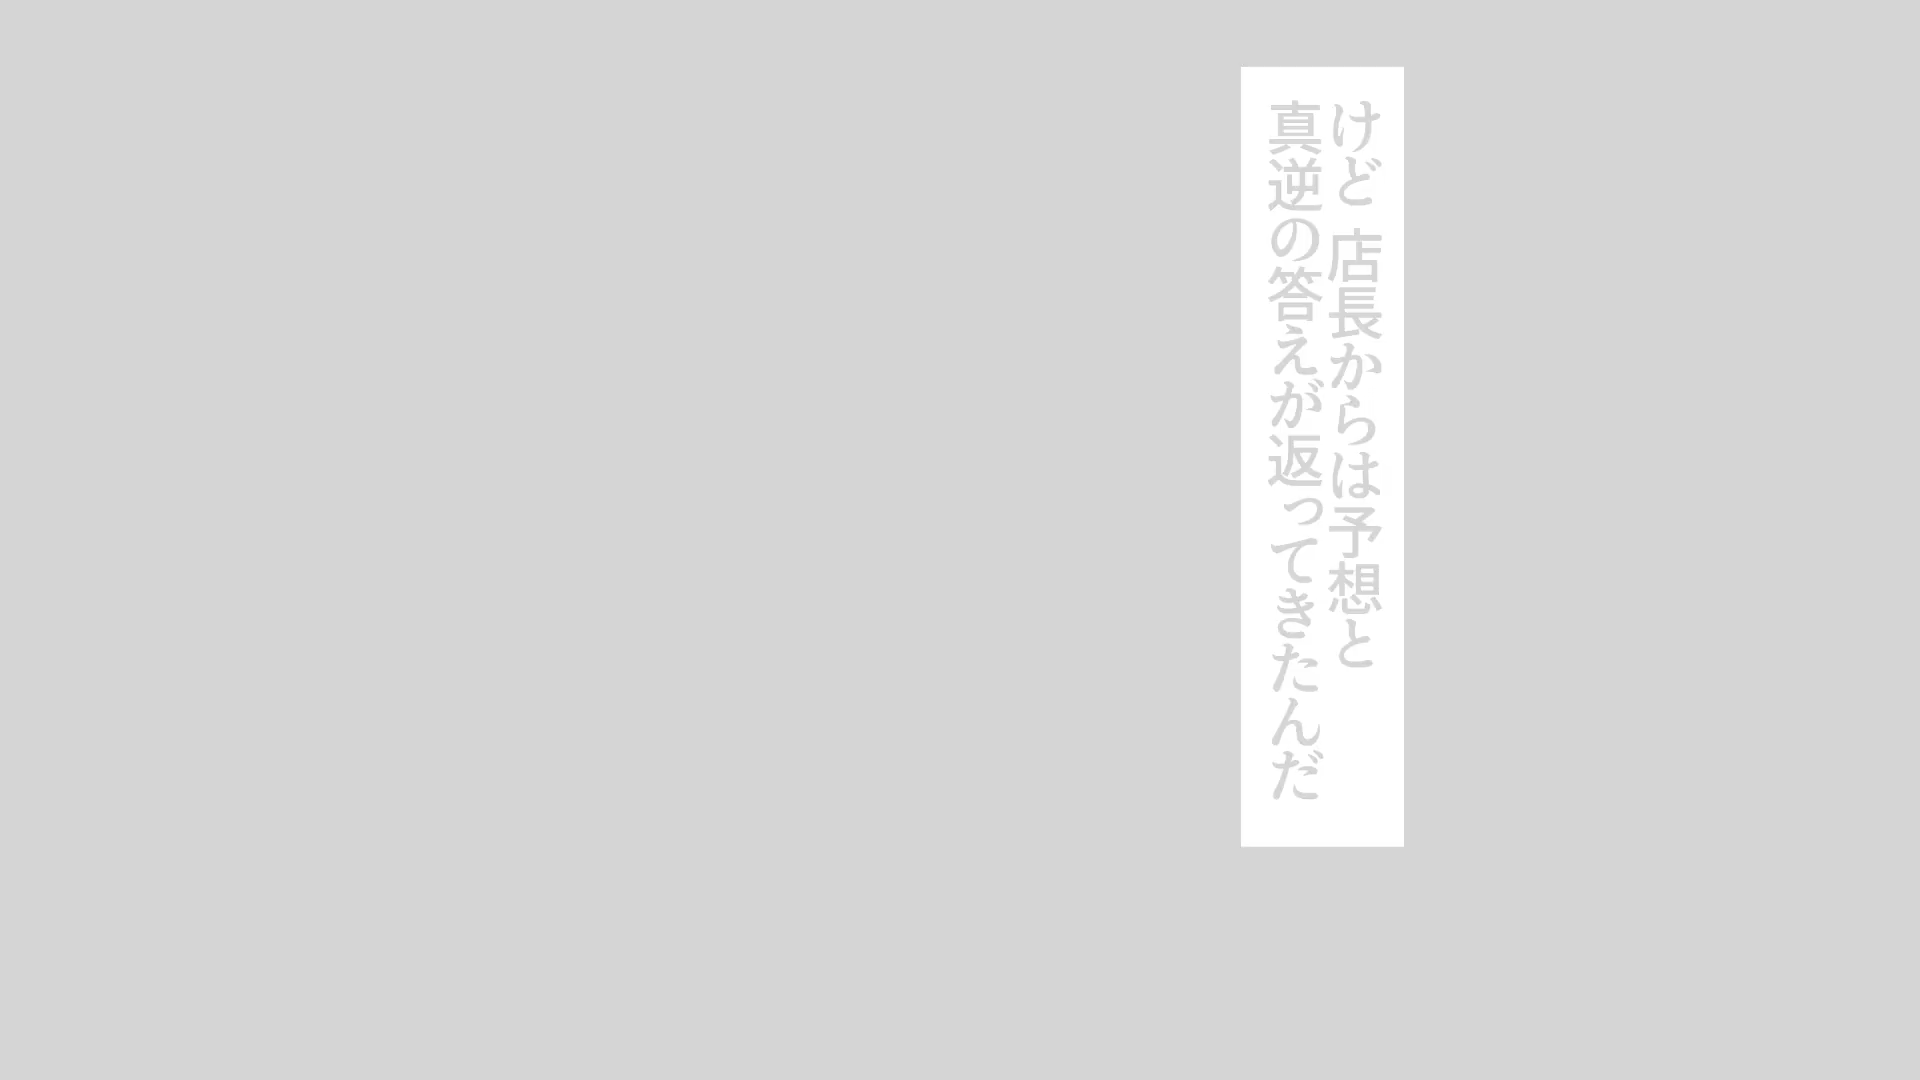 けど 店長からは予想と
真逆の答えが返ってきたんだ